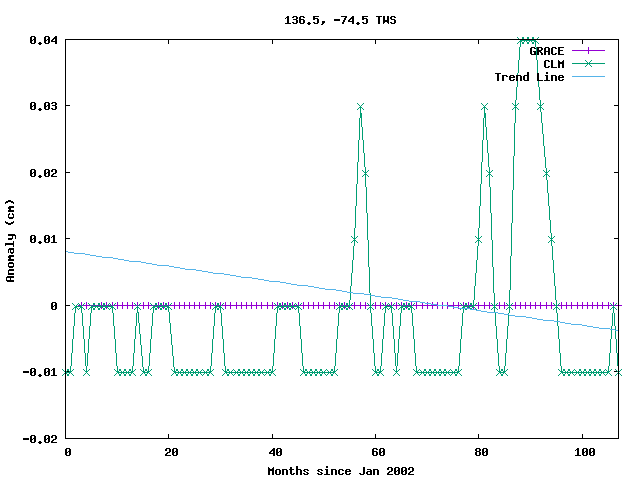 136.5, -74.5 TWS
0.04
0.03
0.02
0.01
0
-0.01
-0.02
Anomaly (cm)
GRACE
CLM
Trend Line
0 20 40 60 80 100
Months since Jan 2002